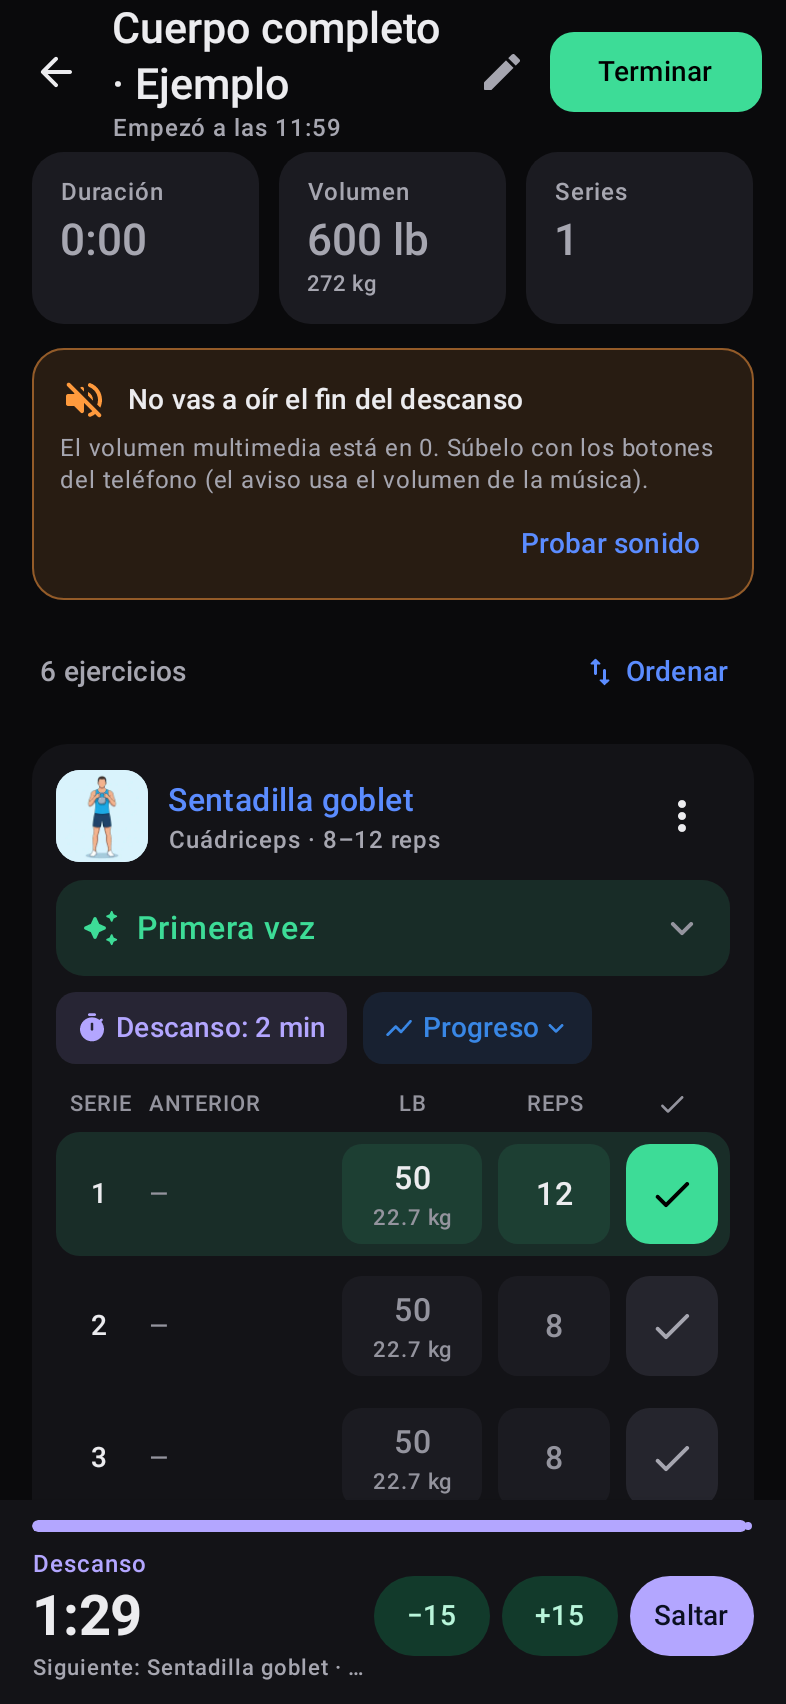 Cuerpo completo
· Ejemplo
Empezó a las 11:59
Terminar
Duración
0:00
Volumen
600 lb
272 kg
Series
1
No vas a oír el fin del descanso
El volumen multimedia está en 0. Súbelo con los botones
del teléfono (el aviso usa el volumen de la música).
Probar sonido
6 ejercicios
Ordenar
Sentadilla goblet
Cuádriceps · 8–12 reps
Primera vez
Descanso: 2 min
Progreso
SERIE ANTERIOR LB REPS
1 – 50 12
22.7 kg
2 – 50 8
22.7 kg
3 – 50 8
22.7 kg
Descanso
1:29
Siguiente: Sentadilla goblet · …
−15
+15
Saltar